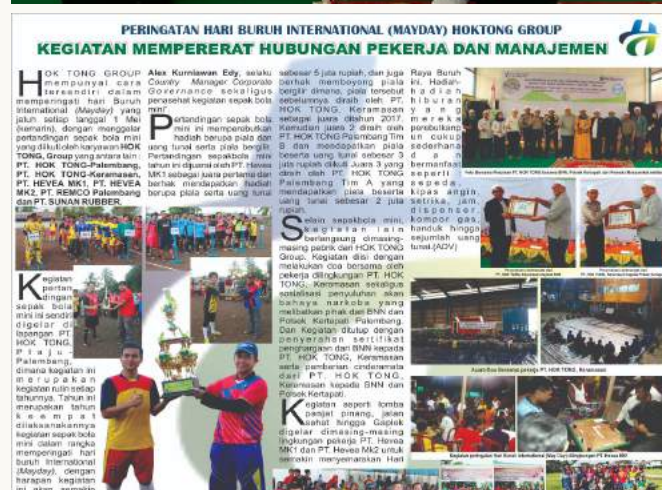 PERINGATAN HARI BURUH INTERNATIONAL (MAYDAY) HOKTONG GROUP
KEGIATAN MEMPERERAT HUBUNGAN PEKERJA DAN MANAJEMEN
HOK TONG GROUP
mempunyai cara
tersendiri dalam
memperingati hari Buruh
International (Mayday) yang
jatuh setiap tanggal 1 Mei
(kemarin), dengan menggelar
pertandingan sepak bola mini
yang diikuti oleh karyawan HOK
TONG, Group yang antara lain :
PT. HOK TONG-Palembang,
PT. HOK TONG-Keramasan,
PT. HEVEA MK1, PT. HEVEA
MK2, PT. REMCO Palembang
dan PT. SUNAN RUBBER.
Kegiatan
pertan
dingan
sepak bola
mini ini sendiri
digelar di
lapangan PT.
HOK TONG,
Plaju -
Palembang,
dimana kegiatan ini
merupakan
kegiatan rutin setiap
tahunnya. Tahun ini
merupakan tahun
keempat
dilaksanakannya
kegiatan sepak bola
mini dalam rangka
memperingati hari
buruh International
(Mayday), dengan
harapan kegiatan
ini akan semakin
Alex Kurniawan Edy, selaku
Country Manager Corporate
Governance sekaligus
penasehat kegiatan sepak bola
mini".
Pertandingan sepak bola
mini ini memperebutkan
hadiah berupa piala dan
uang tunai serta piala bergilir.
Pertandingan sepakbola mini
tahun ini dijuarai oleh PT. Hevea
MK1 sebagai juara pertama dan
berhak mendapatkan hadiah
berupa piala serta uang tunai
sebesar 5 juta rupiah, dan juga
berhak memboyong piala
bergilir dimana, piala tersebut
sebelumnya diraih oleh PT.
HOK TONG, Keramasan
sebagai juara ditahun 2017.
Kemudian juara 2 diraih oleh
PT. HOK TONG Palembang Tim
B dan mendapatkan piala
beserta uang tunai sebesar 3
juta rupiah diikuti Juara 3 yang
diraih oleh PT. HOK TONG
Palembang Tim A yang
mendapatkan piala beserta
uang tunai sebesar 2 juta
rupiah.
Selain sepakbola mini,
kegiatan lain
berlangsung dimasing-
masing pabrik dari HOK TONG
Group. Kegiatan diisi dengan
melakukan doa bersama oleh
pekerja dilingkungan PT. HOK
TONG, Keramasan sekaligus
sosialisasi penyuluhan akan
bahaya narkoba yang
melibatkan pihak dari BNN dan
Polsek Kertapati Palembang.
Dan Kegiatan ditutup dengan
penyerahan sertifikat
penghargaan dari BNN kepada
PT. HOK TONG, Keramasan
serta pemberian cinderamata
dari PT. HOK TONG,
Keramasan kepada BNN dan
Polsek Kertapati.
Kegiatan seperti lomba
panjat pinang, jalan
sehat hingga Gaplek
digelar dimasing-masing
lingkungan pekerja PT. Hevea
MK1 dan PT. Hevea Mk2 untuk
semakin menyemarakan Hari
Raya Buruh
ini. Hadiah-
hadiah
hiburan
yang
mereka
perebutkanp
un cukup
sederhana
dan
bermanfaat
seperti
sepeda,
kipas angin,
setrika, jam,
dispenser,
kompor gas,
handuk hingga
sejumlah uang
tunai.(ADV)